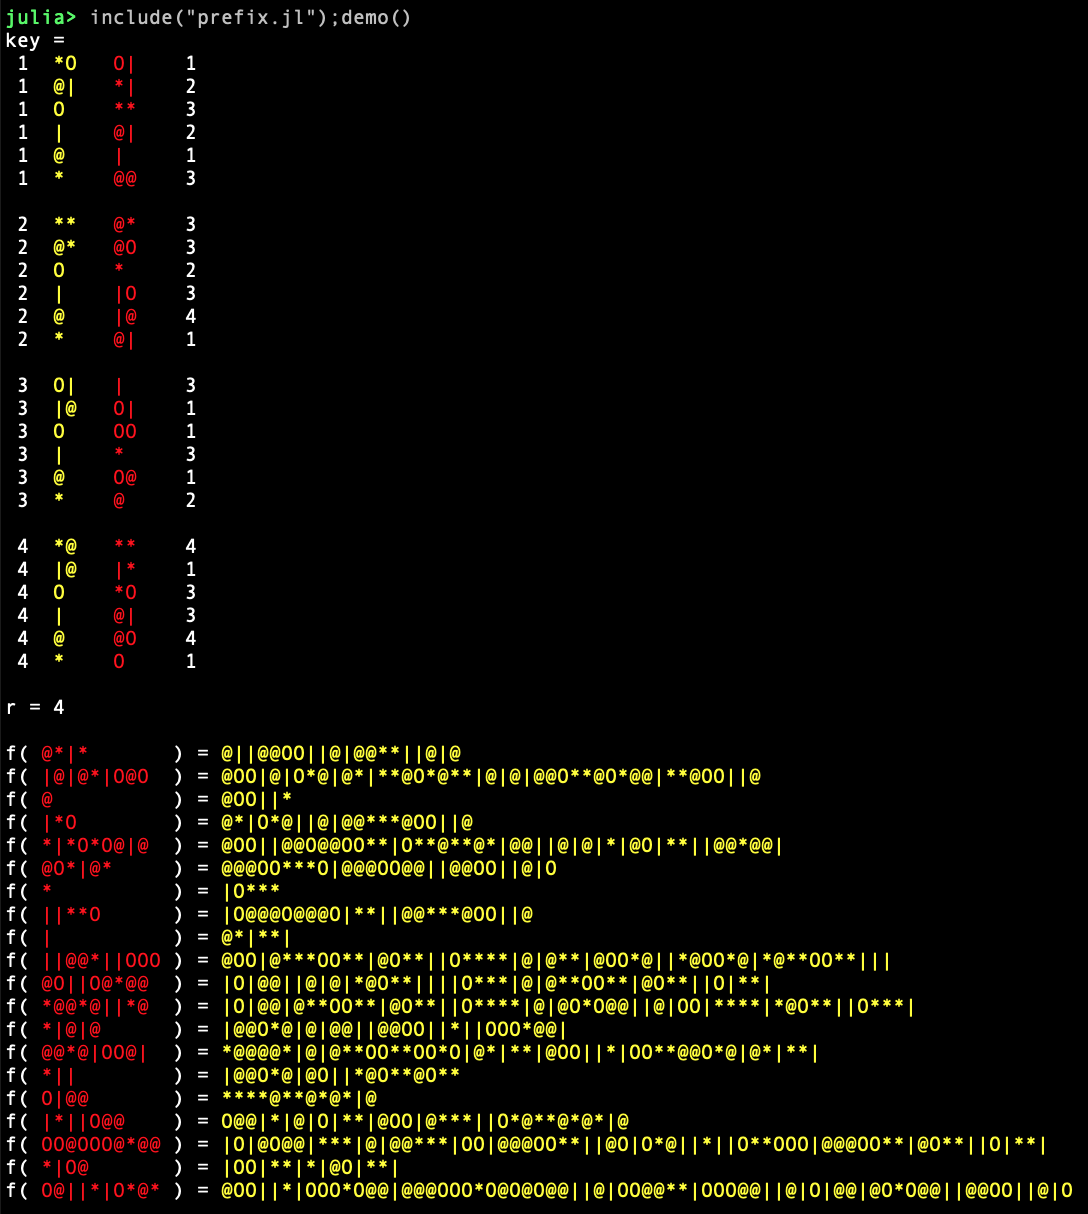 julia> include("prefix.jl");demo()
key =
1 *O O| 1
1 @| *| 2
1 O ** 3
1 | @| 2
1 @ | 1
1 * @@ 3
2 ** @* 3
2 @* @O 3
2 O * 2
2 | |O 3
2 @ |@ 4
2 * @| 1
3 O| | 3
3 |@ O| 1
3 O OO 1
3 | * 3
3 @ O@ 1
3 * @ 2
4 *@ ** 4
4 |@ |* 1
4 O *O 3
4 | @| 3
4 @ @O 4
4 * O 1
r = 4
f( @*|* ) = @||@@OO||@|@@**||@|@
f( |@|@*|O@O ) = @OO|@|O*@|@*|**@O*@**|@|@|@@O**@O*@@|**@OO||@
f( @ ) = @OO||*
f( |*O ) = @*|O*@||@|@@***@OO||@
f( *|*O*O@|@ ) = @OO||@@O@@OO**|O**@**@*|@@||@|@|*|@O|**||@@*@@|
f( @O*|@* ) = @@@OO***O|@@@OO@@||@@OO||@|O
f( * ) = |O***
f( ||**O ) = |O@@@O@@@O|**||@@***@OO||@
f( | ) = @*|**|
f( ||@@*||OOO ) = @OO|@***OO**|@O**||O****|@|@**|@OO*@||*@OO*@|*@**OO**|||
f( @O||O@*@@ ) = |O|@@||@|@|*@O**||||O***|@|@**OO**|@O**||O|**|
f( *@@*@||*@ ) = |O|@@|@**OO**|@O**||O****|@|@O*O@@||@|OO|****|*@O**||O***|
f( *|@|@ ) = |@@O*@|@|@@||@@OO||*||OOO*@@|
f( @@*@|OO@| ) = *@@@@*|@|@**OO**OO*O|@*|**|@OO||*|OO**@@O*@|@*|**|
f( *|| ) = |@@O*@|@O||*@O**@O**
f( O|@@ ) = ****@**@*@*|@
f( |*||O@@ ) = O@@|*|@|O|**|@OO|@***||O*@**@*@*|@
f( OO@OOO@*@@ ) = |O|@O@@|***|@|@@***|OO|@@@OO**||@O|O*@||*||O**OOO|@@@OO**|@O**||O|**|
f( *|O@ ) = |OO|**|*|@O|**|
f( O@||*|O*@* ) = @OO||*|OOO*O@@|@@@OOO*O@O@O@@||@|OO@@**|OOO@@||@|O|@@|@O*O@@||@@OO||@|O